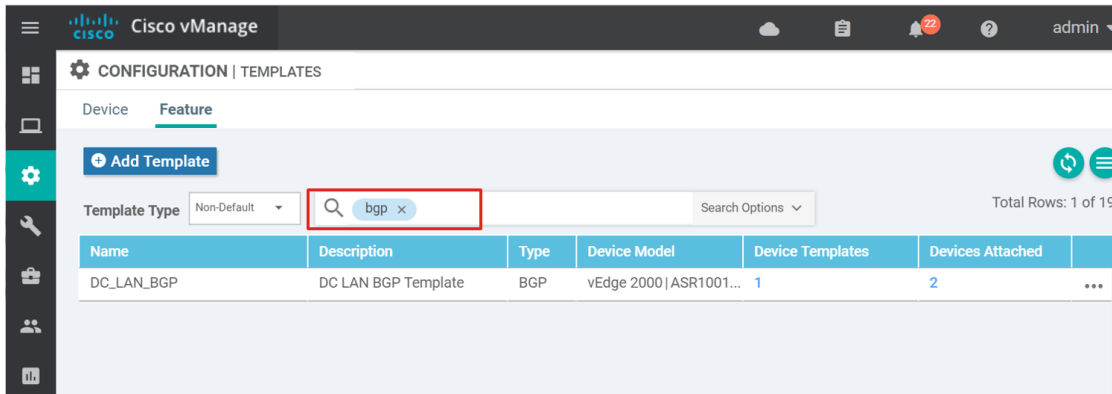 cisco Cisco vManage 22 admin
CONFIGURATION | TEMPLATES
Device Feature
Add Template
Template Type Non-Default bgp × Search Options Total Rows: 1 of 19
Name Description Type Device Model Device Templates Devices Attached
DC_LAN_BGP DC LAN BGP Template BGP vEdge 2000|ASR1001... 1 2 ...